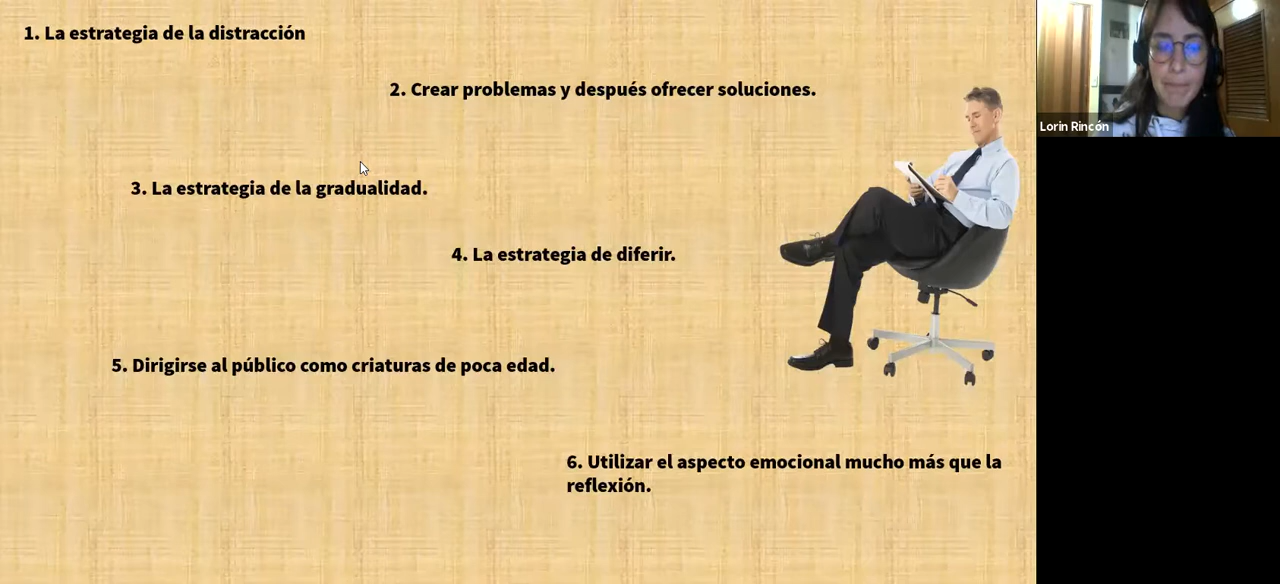 1. La estrategia de la distracción
2. Crear problemas y después ofrecer soluciones.
3. La estrategia de la gradualidad.
4. La estrategia de diferir.
5. Dirigirse al público como criaturas de poca edad.
6. Utilizar el aspecto emocional mucho más que la
reflexión.
Lorin Rincón